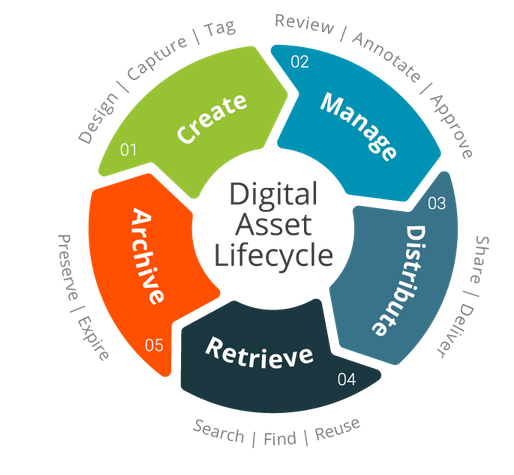 Digital
Asset
Lifecycle
01
Create
Design | Capture | Tag
02
Manage
Review | Annotate | Approve
03
Distribute
Share | Deliver
04
Retrieve
Search | Find | Reuse
05
Archive
Preserve | Expire